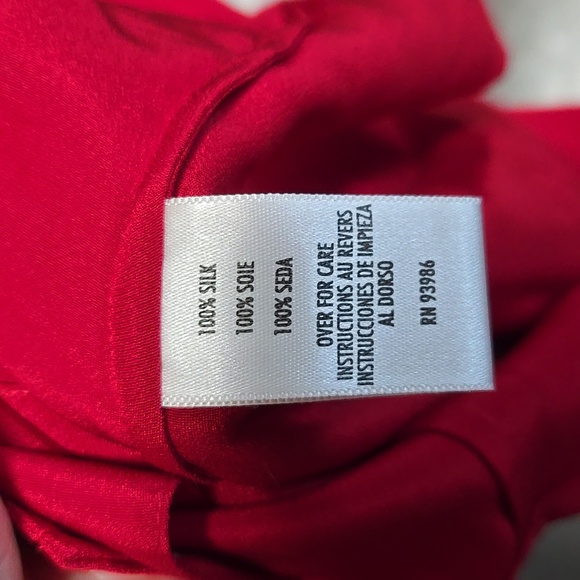 100% SILK
100% SOIE
100% SEDA
OVER FOR CARE
INSTRUCTIONS AU REVERS
INSTRUCCIONES DE IMPIEZA
AL DORSO
RN 93986